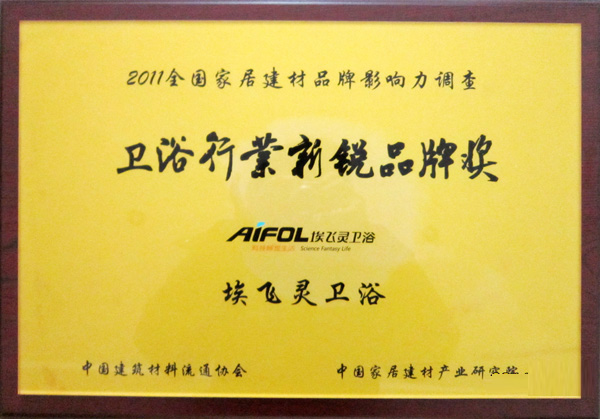 2011全国家居建材品牌影响力调查
卫浴行业新锐品牌奖
AiFOL埃飞灵卫浴
Science Fantasy Life
埃飞灵卫浴
中国建筑材料流通协会
中国家居建材产业研究